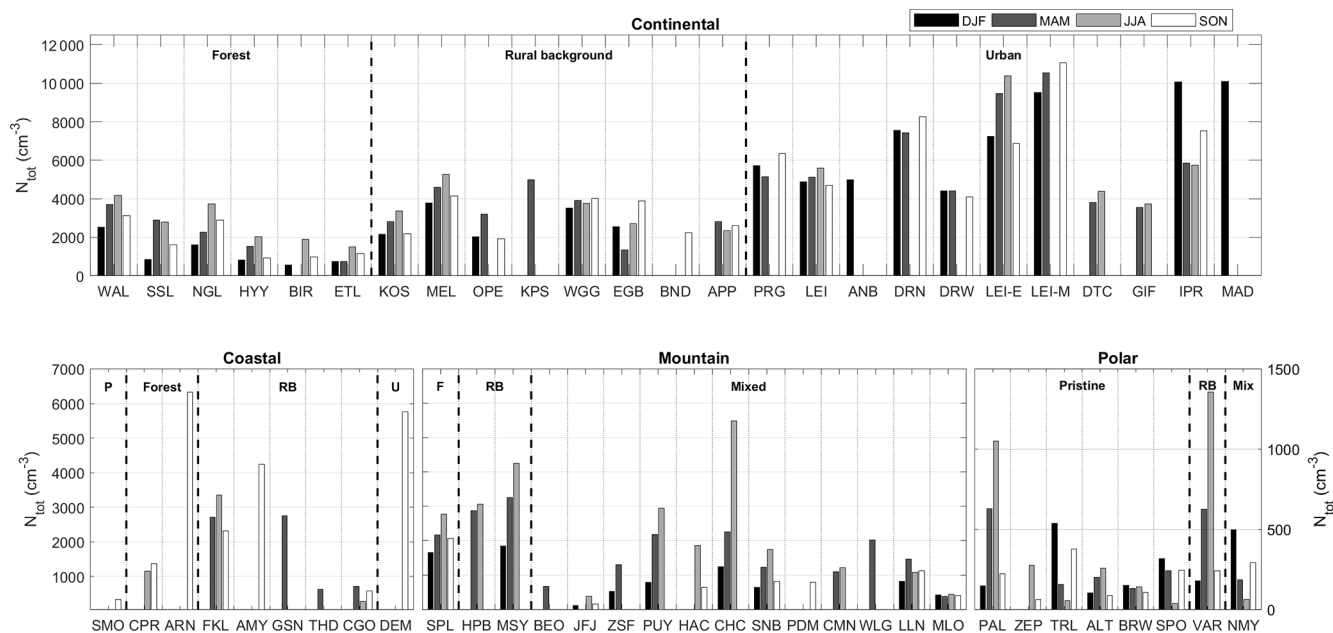 Continental
DJF MAM JJA SON
Forest Rural background Urban
12 000
10 000
8000
6000
4000
2000
0
N_tot (cm^-3)
WAL SSL NGL HYY BIR ETL KOS MEL OPE KPS WGG EGB BND APP PRG LEI ANB DRN DRW LEI-E LEI-M DTC GIF IPR MAD
Coastal Mountain Polar
P Forest RB U F RB Mixed Pristine RB Mix
7000
6000
5000
4000
3000
2000
1000
N_tot (cm^-3)
1500
1000
500
0
N_tot (cm^-3)
SMO CPR ARN FKL AMY GSN THD CGO DEM SPL HPB MSY BEO JFJ ZSF PUY HAC CHC SNB PDM CMN WLG LLN MLO PAL ZEP TRL ALT BRW SPO VAR NMY